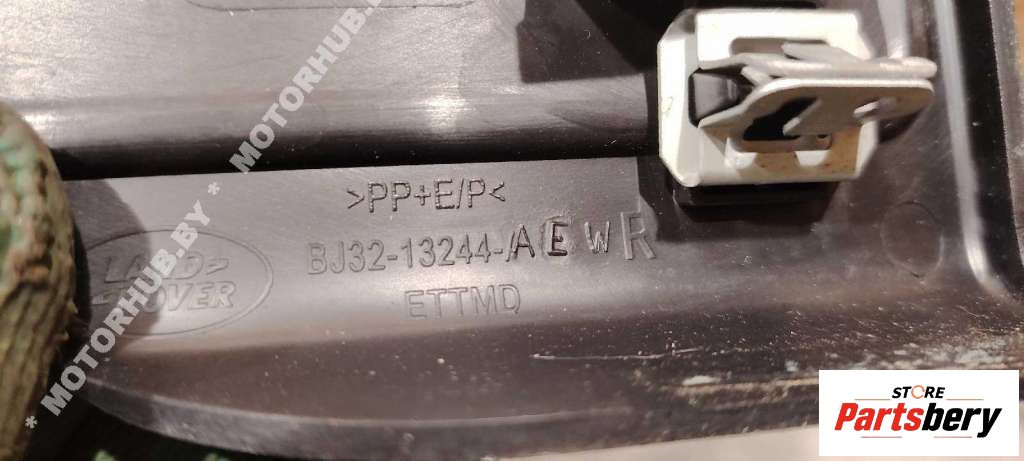 >PP+E/P<
BJ32-13244-AEWR
ETTMD
LAND>
ROVER
* MOTORHUB.BY * MOTORHUB.BY *
STORE
Partsbery